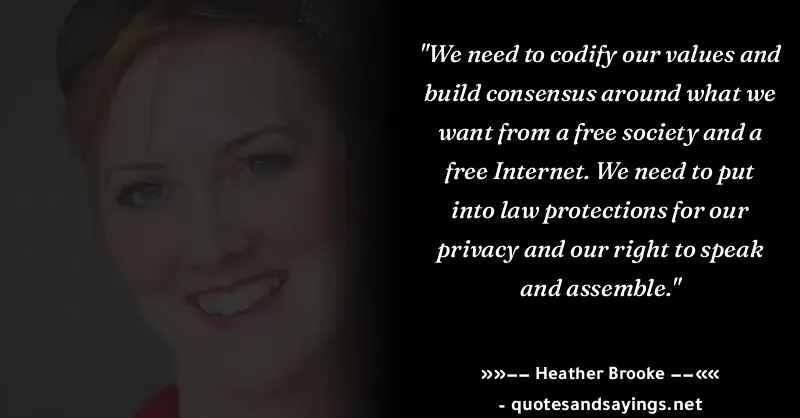 "We need to codify our values and
build consensus around what we
want from a free society and a
free Internet. We need to put
into law protections for our
privacy and our right to speak
and assemble."
»»−− Heather Brooke −−««
- quotesandsayings.net